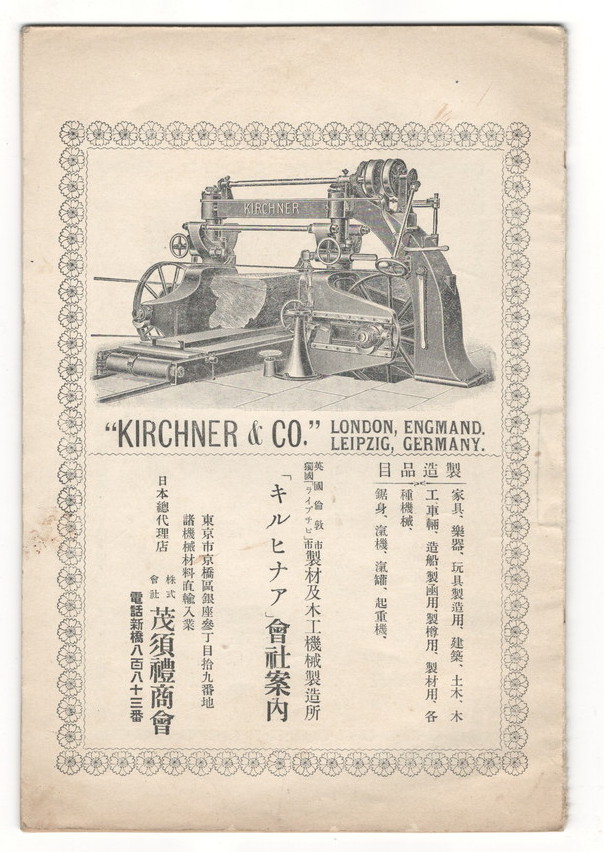 KIRCHNER
“KIRCHNER & CO.” LONDON, ENGMAND.
LEIPZIG, GERMANY.
製造品目
家具、樂器、玩具製造用、建築、土木、木
工車輛、造船、製函用、製樽用、製材用、各
種機械、
鋸身、滊機、滊罐、起重機、
英國倫敦市
獨國「ライプチヒ」市
製材及木工機械製造所
「キルヒナア」會社案内
東京市京橋區銀座參丁目拾九番地
諸機械材料直輸入業
日本總代理店
株式會社 茂須禮商會
電話新橋八百八十三番